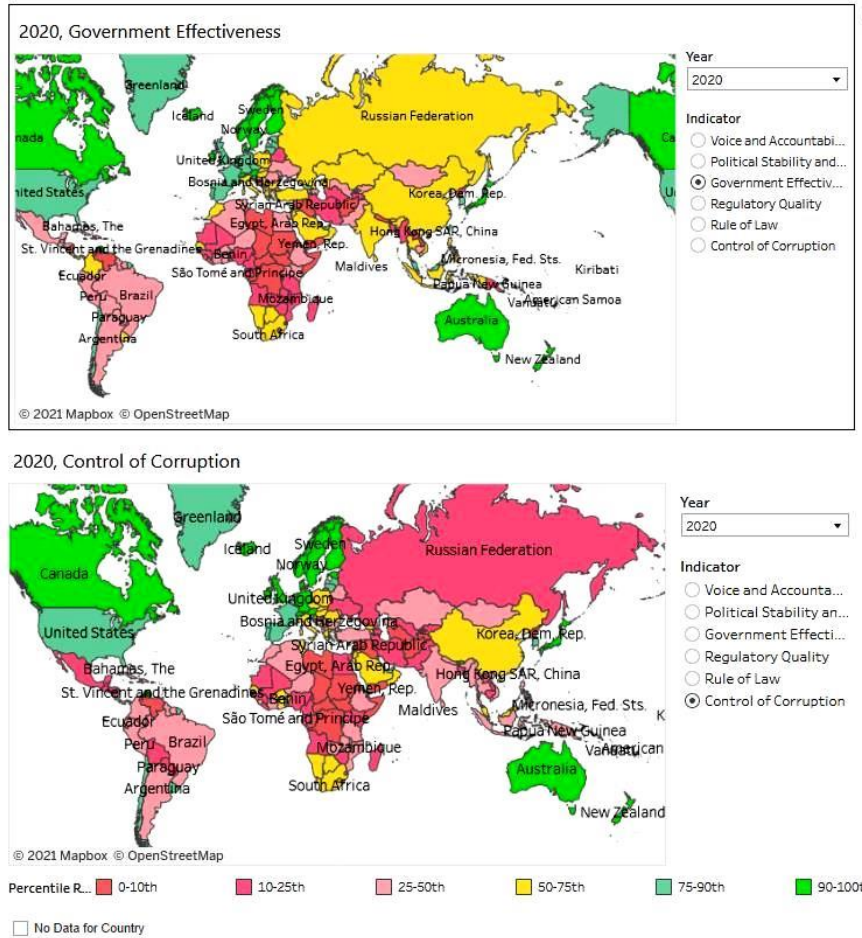 2020, Government Effectiveness
Year
2020
Indicator
Voice and Accountabi...
Political Stability and...
Government Effectiv...
Regulatory Quality
Rule of Law
Control of Corruption
Greenland
Iceland
Sweden
Norway
Russian Federation
nada
Ca
United Kingdom
nited States
Bosnia and Herzegovina
Korea, Dem. Rep.
Syrian Arab Republic
Bahamas, The
Egypt, Arab Rep.
Hong Kong SAR, China
St. Vincent and the Grenadines
Benin
Yemen, Rep.
Micronesia, Fed. Sts.
Ecuador
São Tomé and Principe
Maldives
Kiribati
Peru
Brazil
Mozambique
Papua New Guinea
Vanuatu
American Samoa
Paraguay
Argentina
South Africa
Australia
New Zealand
© 2021 Mapbox © OpenStreetMap
2020, Control of Corruption
Year
2020
Indicator
Voice and Accounta...
Political Stability an...
Government Effecti...
Regulatory Quality
Rule of Law
Control of Corruption
Greenland
Iceland
Sweden
Norway
Russian Federation
Canada
United Kingdom
United States
Bosnia and Herzegovina
Korea, Dem. Rep.
Syrian Arab Republic
Bahamas, The
Egypt, Arab Rep.
Hong Kong SAR, China
St. Vincent and the Grenadines
Benin
Yemen, Rep.
Micronesia, Fed. Sts.
Ecuador
São Tomé and Principe
Maldives
K
Peru
Brazil
Mozambique
Papua New Guinea
Vanuatu
American
Paraguay
Argentina
South Africa
Australia
New Zealand
© 2021 Mapbox © OpenStreetMap
Percentile R... 0-10th 10-25th 25-50th 50-75th 75-90th 90-100t
No Data for Country